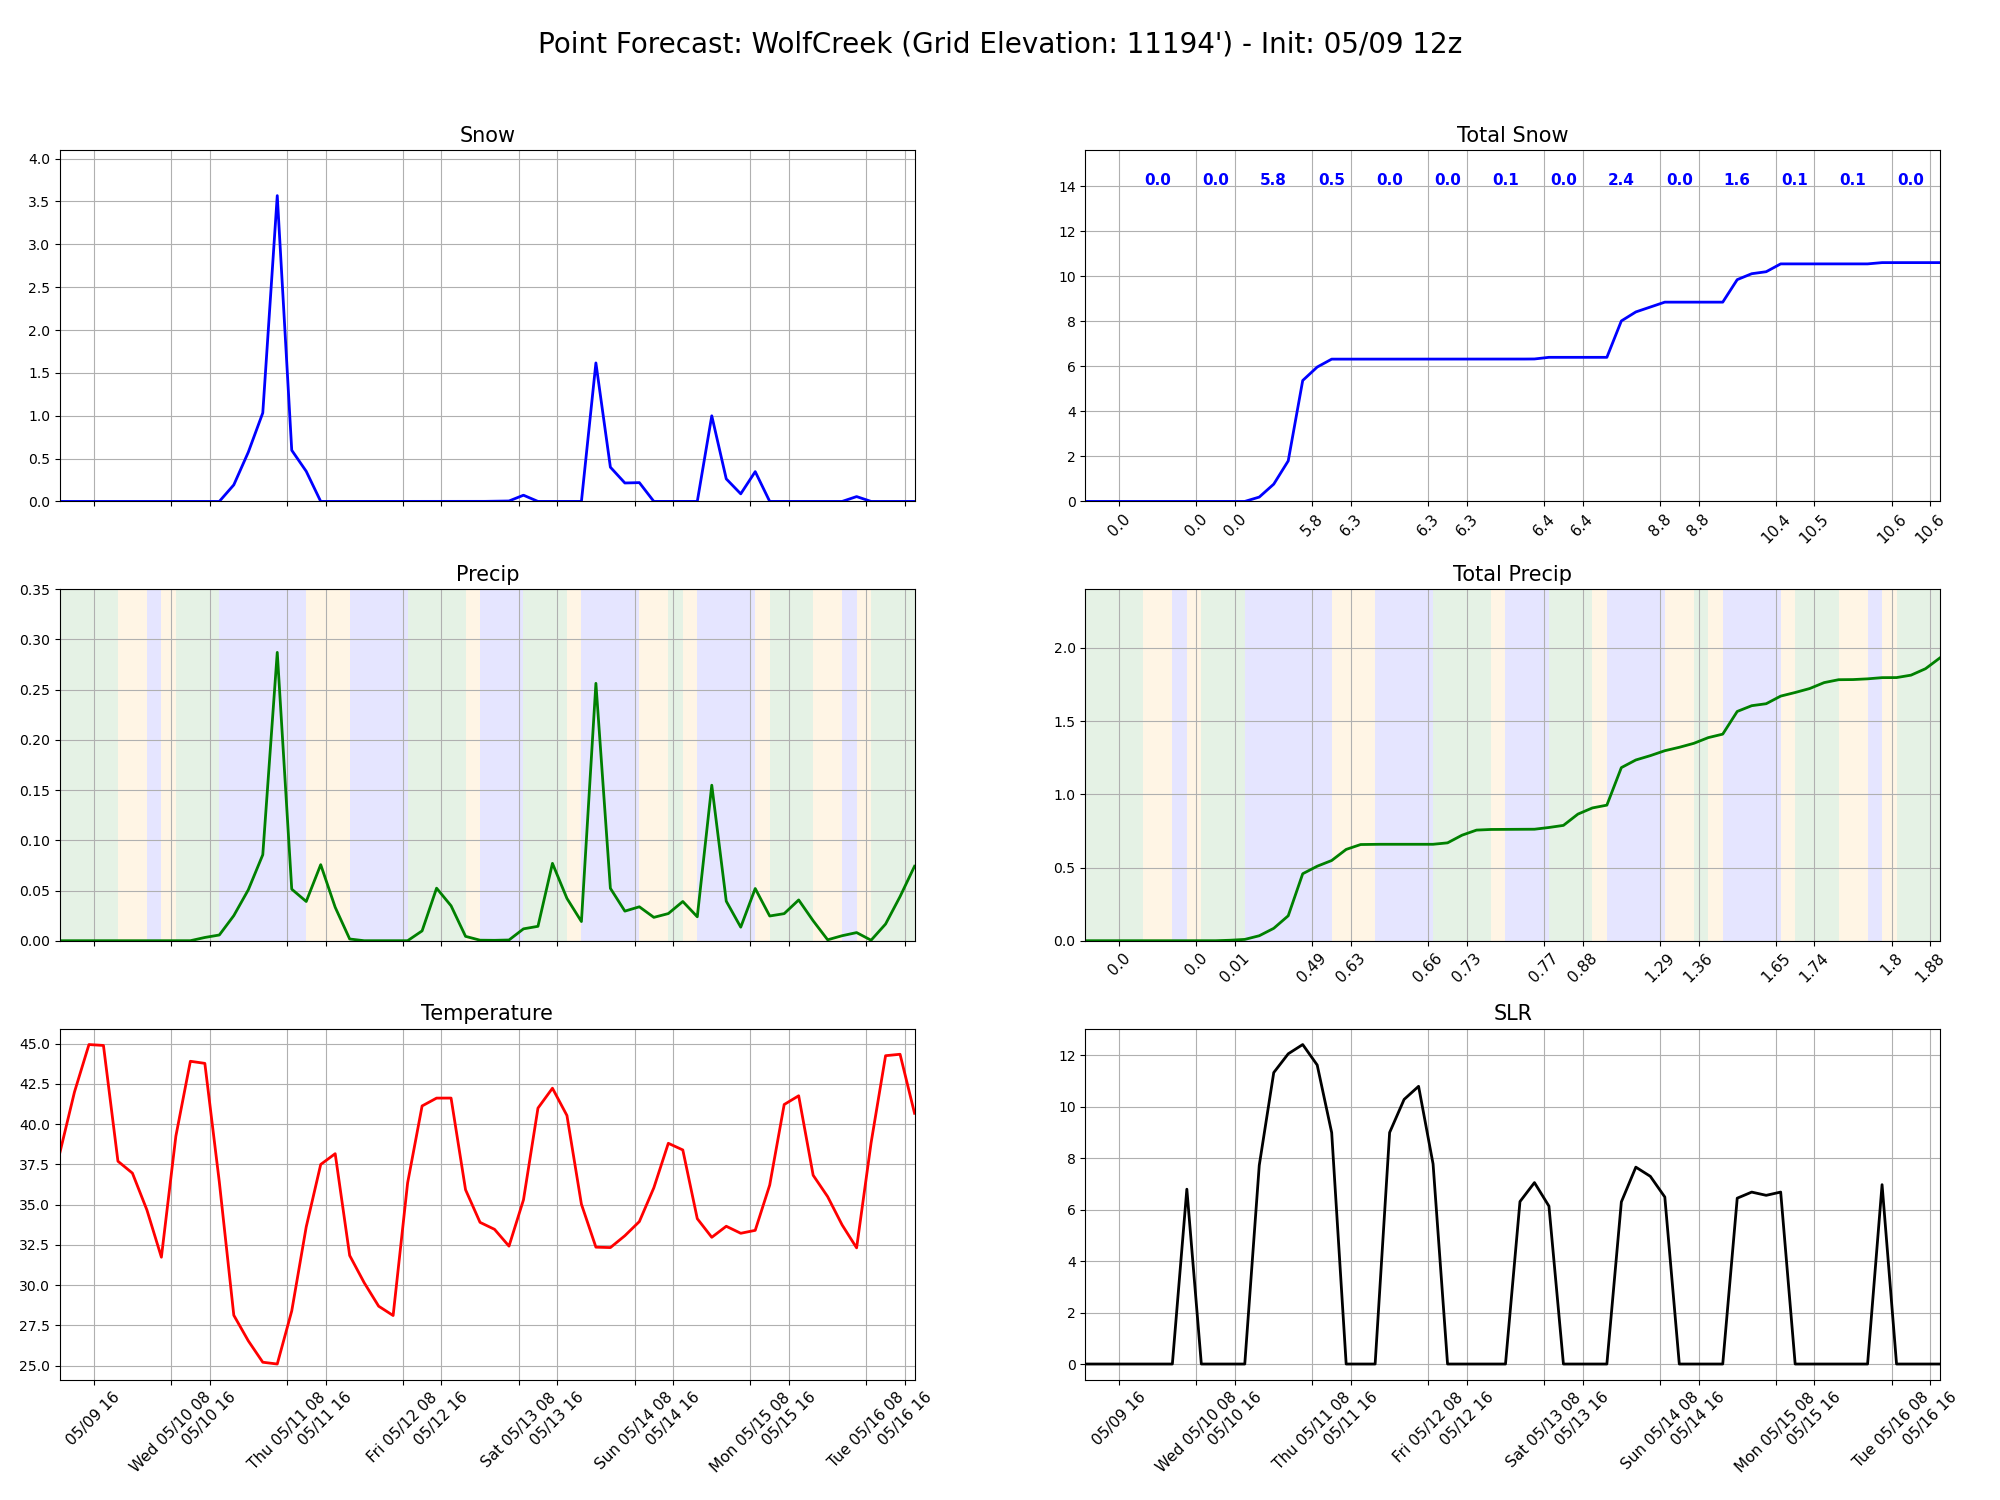 Point Forecast: WolfCreek (Grid Elevation: 11194') - Init: 05/09 12z
Snow
4.0
3.5
3.0
2.5
2.0
1.5
1.0
0.5
0.0
Total Snow
0.0 0.0 5.8 0.5 0.0 0.0 0.1 0.0 2.4 0.0 1.6 0.1 0.1 0.0
14
12
10
8
6
4
2
0
0.0 0.0 0.0 5.8 6.3 6.3 6.3 6.4 6.4 8.8 8.8 10.4 10.5 10.6 10.6
Precip
0.35
0.30
0.25
0.20
0.15
0.10
0.05
0.00
Total Precip
2.0
1.5
1.0
0.5
0.0
0.0 0.0 0.01 0.49 0.63 0.66 0.73 0.77 0.88 1.29 1.36 1.65 1.74 1.8 1.88
Temperature
45.0
42.5
40.0
37.5
35.0
32.5
30.0
27.5
25.0
05/09 16
Wed 05/10 08
05/10 16
Thu 05/11 08
05/11 16
Fri 05/12 08
05/12 16
Sat 05/13 08
05/13 16
Sun 05/14 08
05/14 16
Mon 05/15 08
05/15 16
Tue 05/16 08
05/16 16
SLR
12
10
8
6
4
2
0
05/09 16
Wed 05/10 08
05/10 16
Thu 05/11 08
05/11 16
Fri 05/12 08
05/12 16
Sat 05/13 08
05/13 16
Sun 05/14 08
05/14 16
Mon 05/15 08
05/15 16
Tue 05/16 08
05/16 16